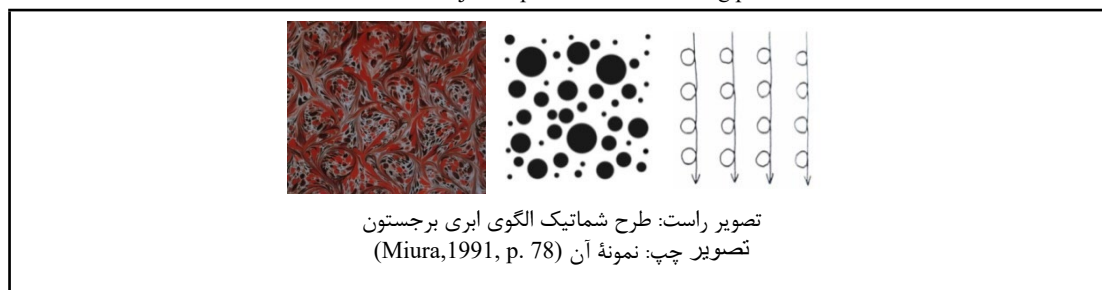 تصویر راست: طرح شماتیک الگوی ابری برجستون
تصویر چپ: نمونهٔ آن (Miura,1991, p. 78)